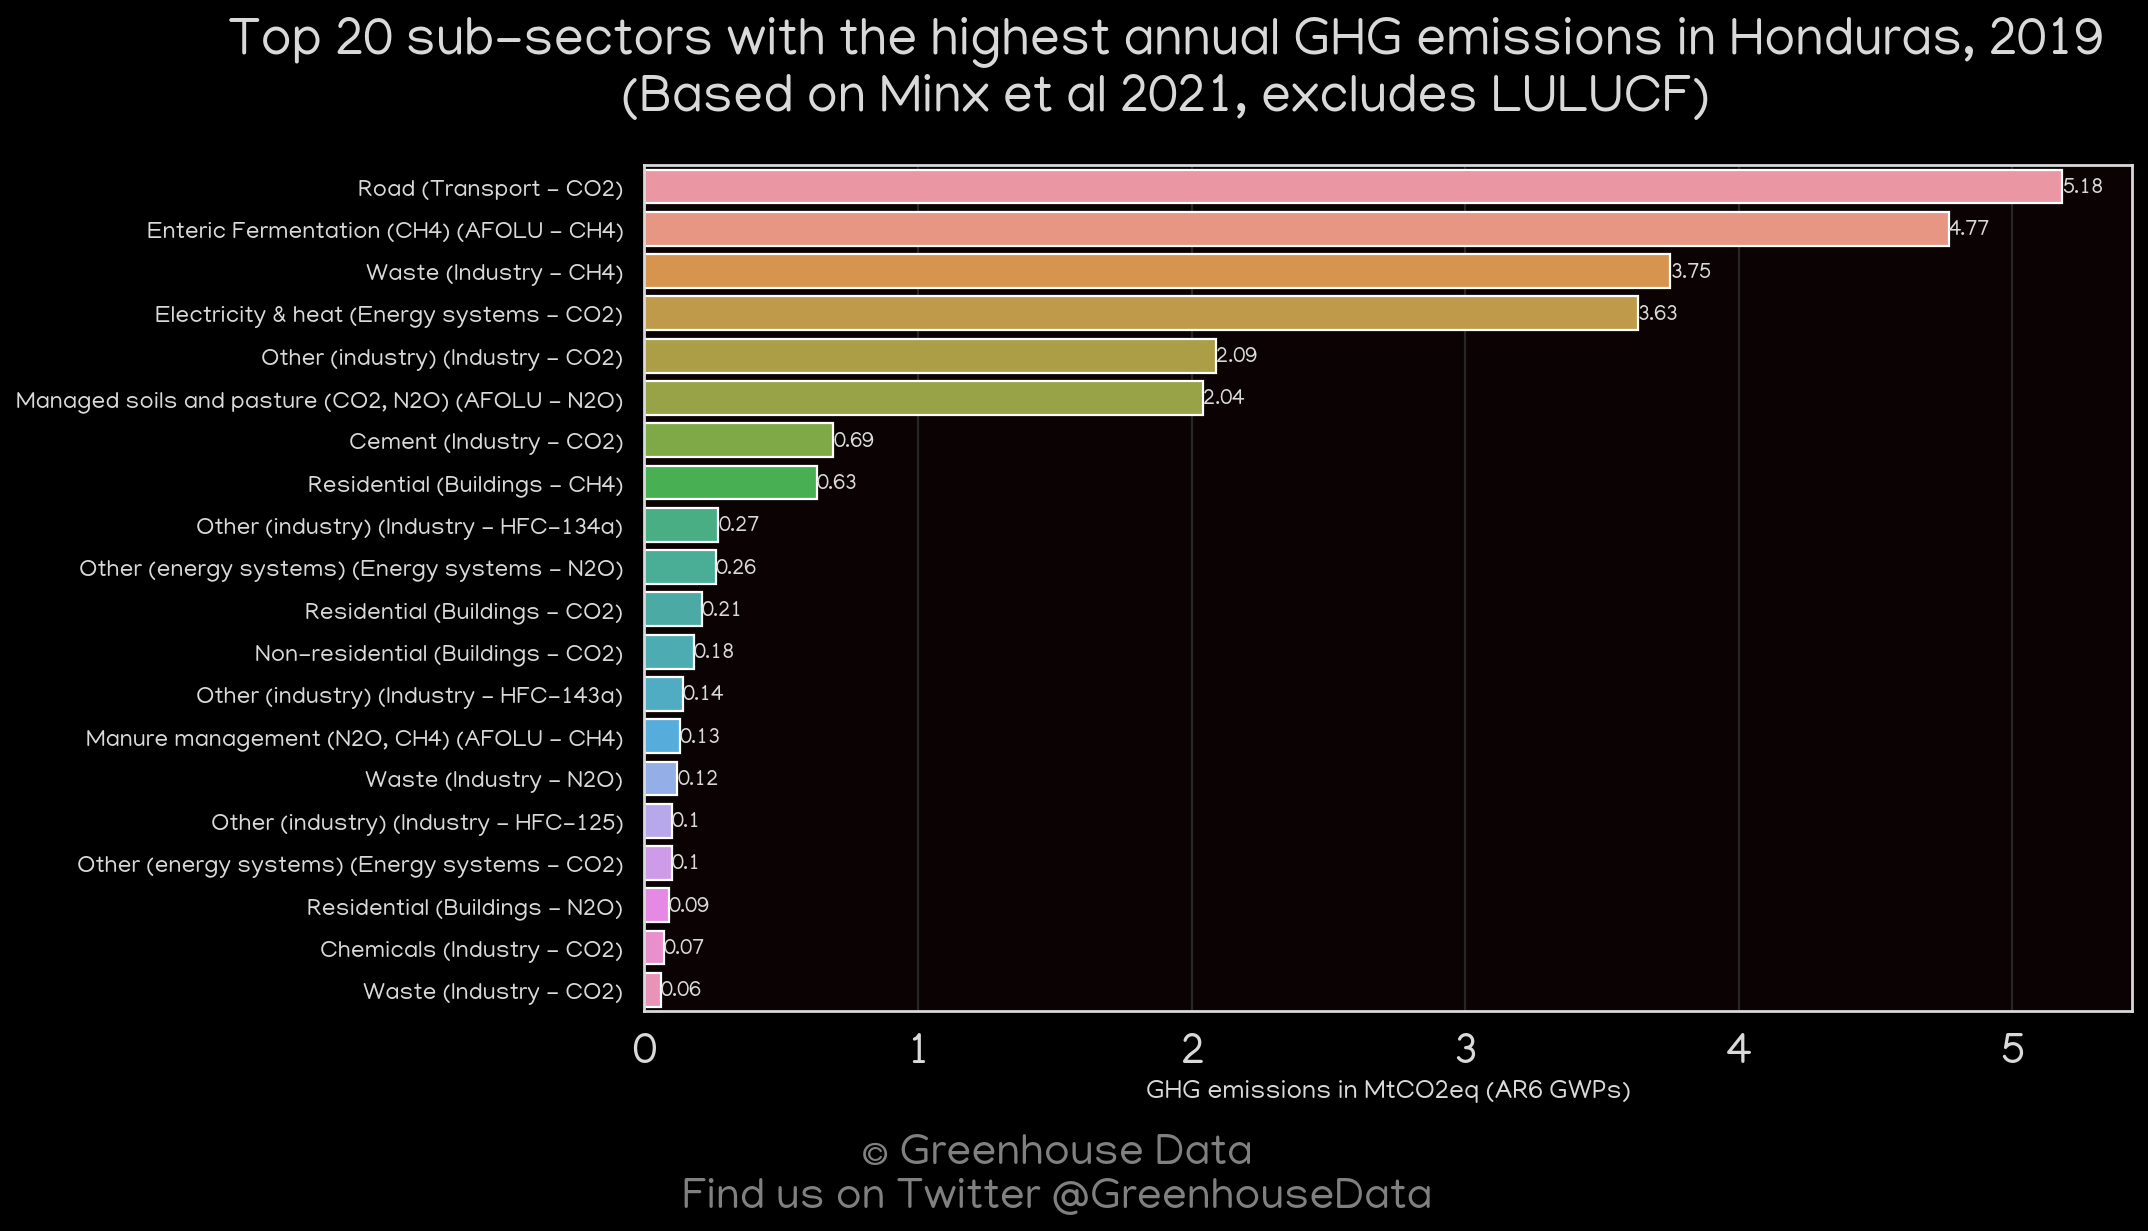 Top 20 sub-sectors with the highest annual GHG emissions in Honduras, 2019
(Based on Minx et al 2021, excludes LULUCF)
Road (Transport - CO2) 5.18
Enteric Fermentation (CH4) (AFOLU - CH4) 4.77
Waste (Industry - CH4) 3.75
Electricity & heat (Energy systems - CO2) 3.63
Other (industry) (Industry - CO2) 2.09
Managed soils and pasture (CO2, N2O) (AFOLU - N2O) 2.04
Cement (Industry - CO2) 0.69
Residential (Buildings - CH4) 0.63
Other (industry) (Industry - HFC-134a) 0.27
Other (energy systems) (Energy systems - N2O) 0.26
Residential (Buildings - CO2) 0.21
Non-residential (Buildings - CO2) 0.18
Other (industry) (Industry - HFC-143a) 0.14
Manure management (N2O, CH4) (AFOLU - CH4) 0.13
Waste (Industry - N2O) 0.12
Other (industry) (Industry - HFC-125) 0.1
Other (energy systems) (Energy systems - CO2) 0.1
Residential (Buildings - N2O) 0.09
Chemicals (Industry - CO2) 0.07
Waste (Industry - CO2) 0.06
0 1 2 3 4 5
GHG emissions in MtCO2eq (AR6 GWPs)
© Greenhouse Data
Find us on Twitter @GreenhouseData